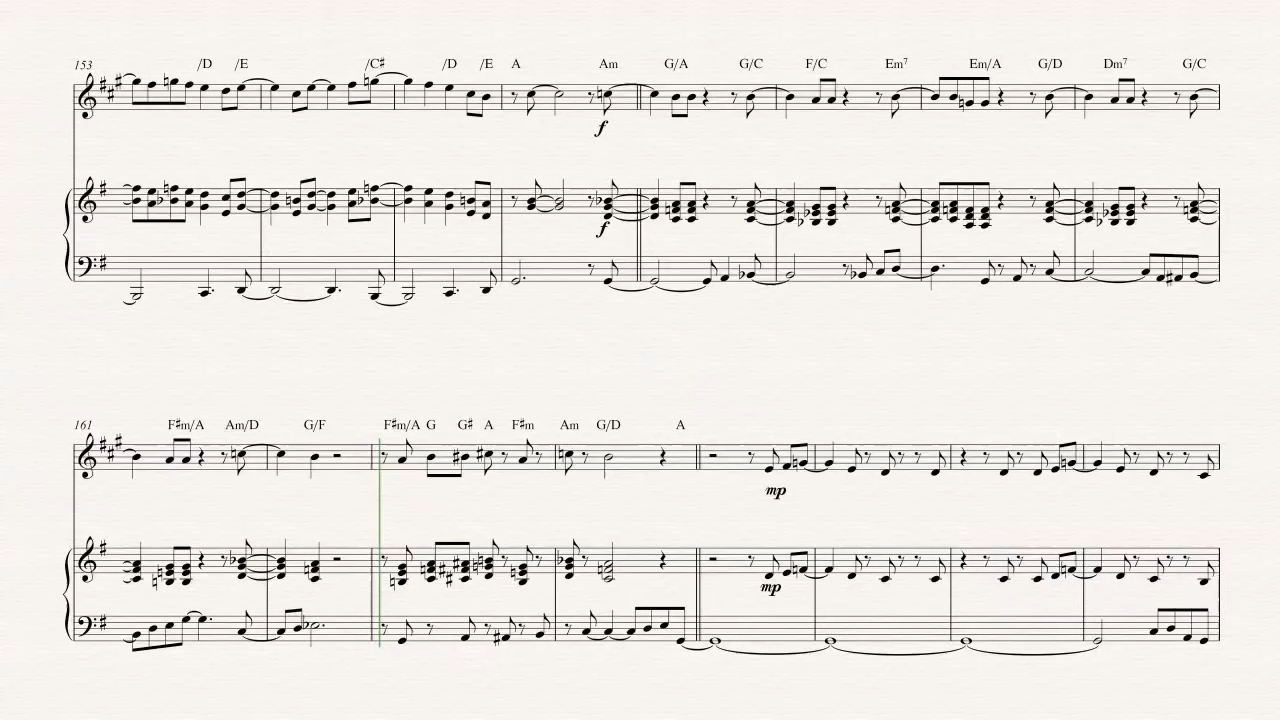 153 /D /E /C♯ /D /E A Am G/A G/C F/C Em⁷ Em/A G/D Dm⁷ G/C
f
f
161 F♯m/A Am/D G/F F♯m/A G G♯ A F♯m Am G/D A
mp
mp